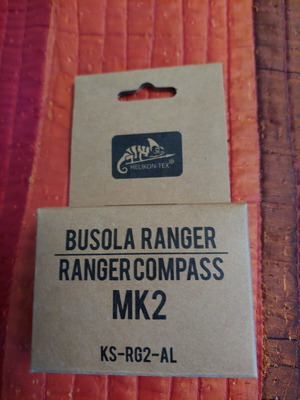 HELIKON-TEX®
BUSOLA RANGER
RANGER COMPASS
MK2
KS-RG2-AL